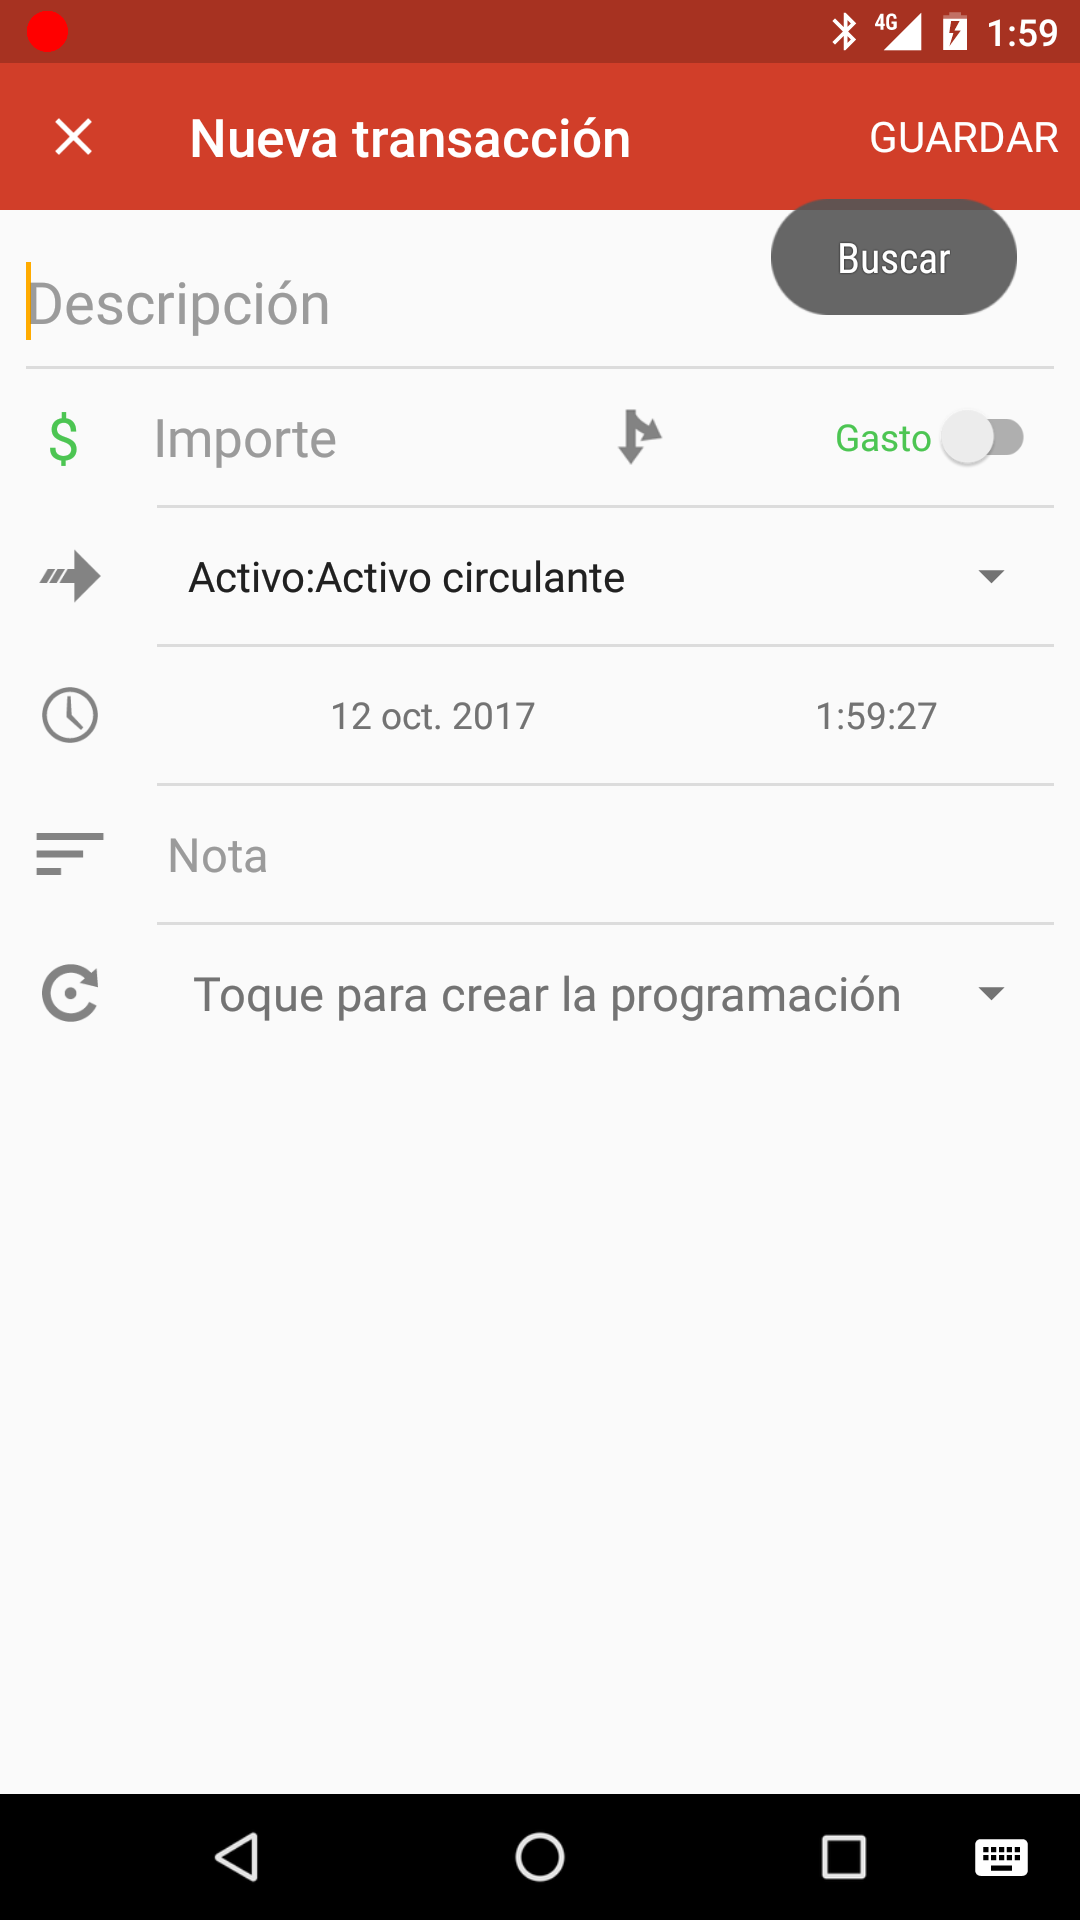 4G 1:59
Nueva transacción GUARDAR
Buscar
Descripción
$ Importe Gasto
Activo:Activo circulante
12 oct. 2017 1:59:27
Nota
Toque para crear la programación